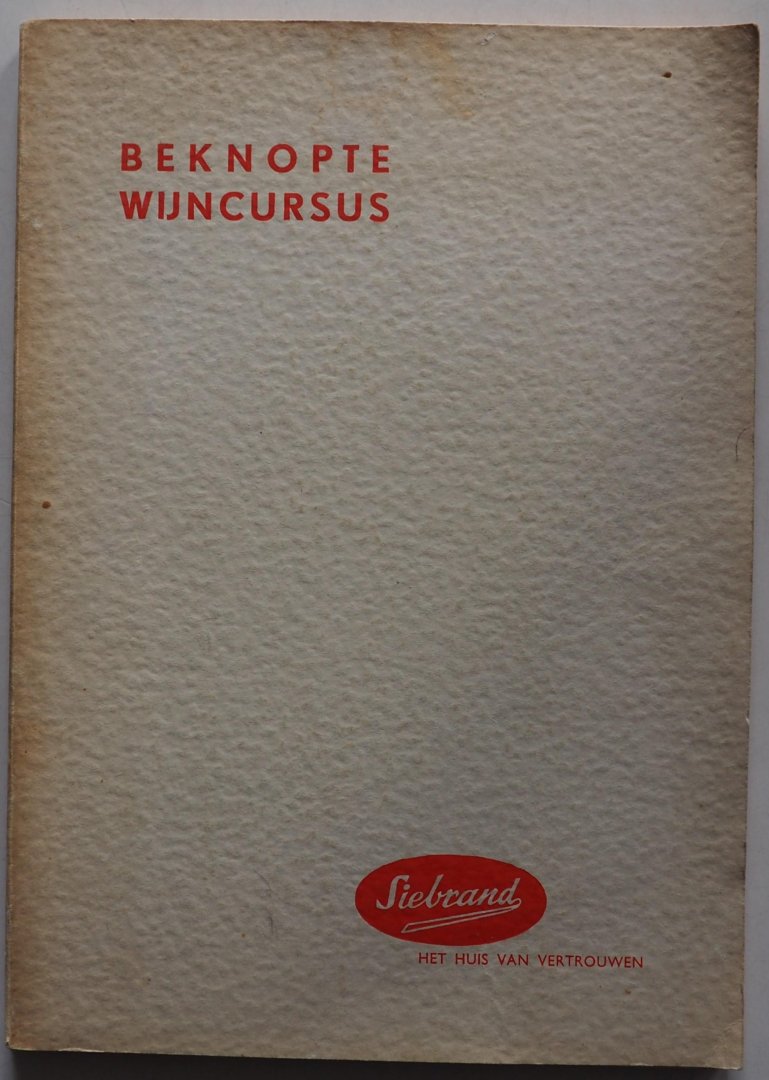 BEKNOPTE
WIJNCURSUS
Siebrand
HET HUIS VAN VERTROUWEN